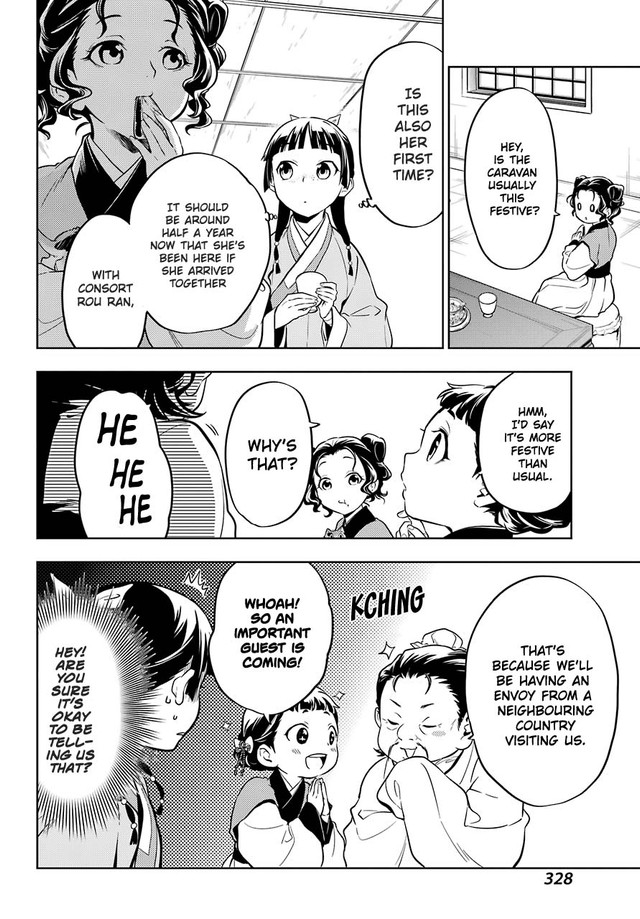 HEY,
IS THE
CARAVAN
USUALLY
THIS
FESTIVE?
IS
THIS
ALSO
HER
FIRST
TIME?
IT SHOULD
BE AROUND
HALF A YEAR
NOW THAT SHE'S
BEEN HERE IF
SHE ARRIVED
TOGETHER
WITH
CONSORT
ROU RAN,
HMM,
I'D SAY
IT'S MORE
FESTIVE
THAN
USUAL.
WHY'S
THAT?
HE
HE
HE
THAT'S
BECAUSE WE'LL
BE HAVING AN
ENVOY FROM A
NEIGHBOURING
COUNTRY
VISITING US.
KCHING
WHOAH!
SO AN
IMPORTANT
GUEST IS
COMING!
HEY!
ARE
YOU
SURE
IT'S
OKAY
TO BE
TELL-
ING US
THAT?
328